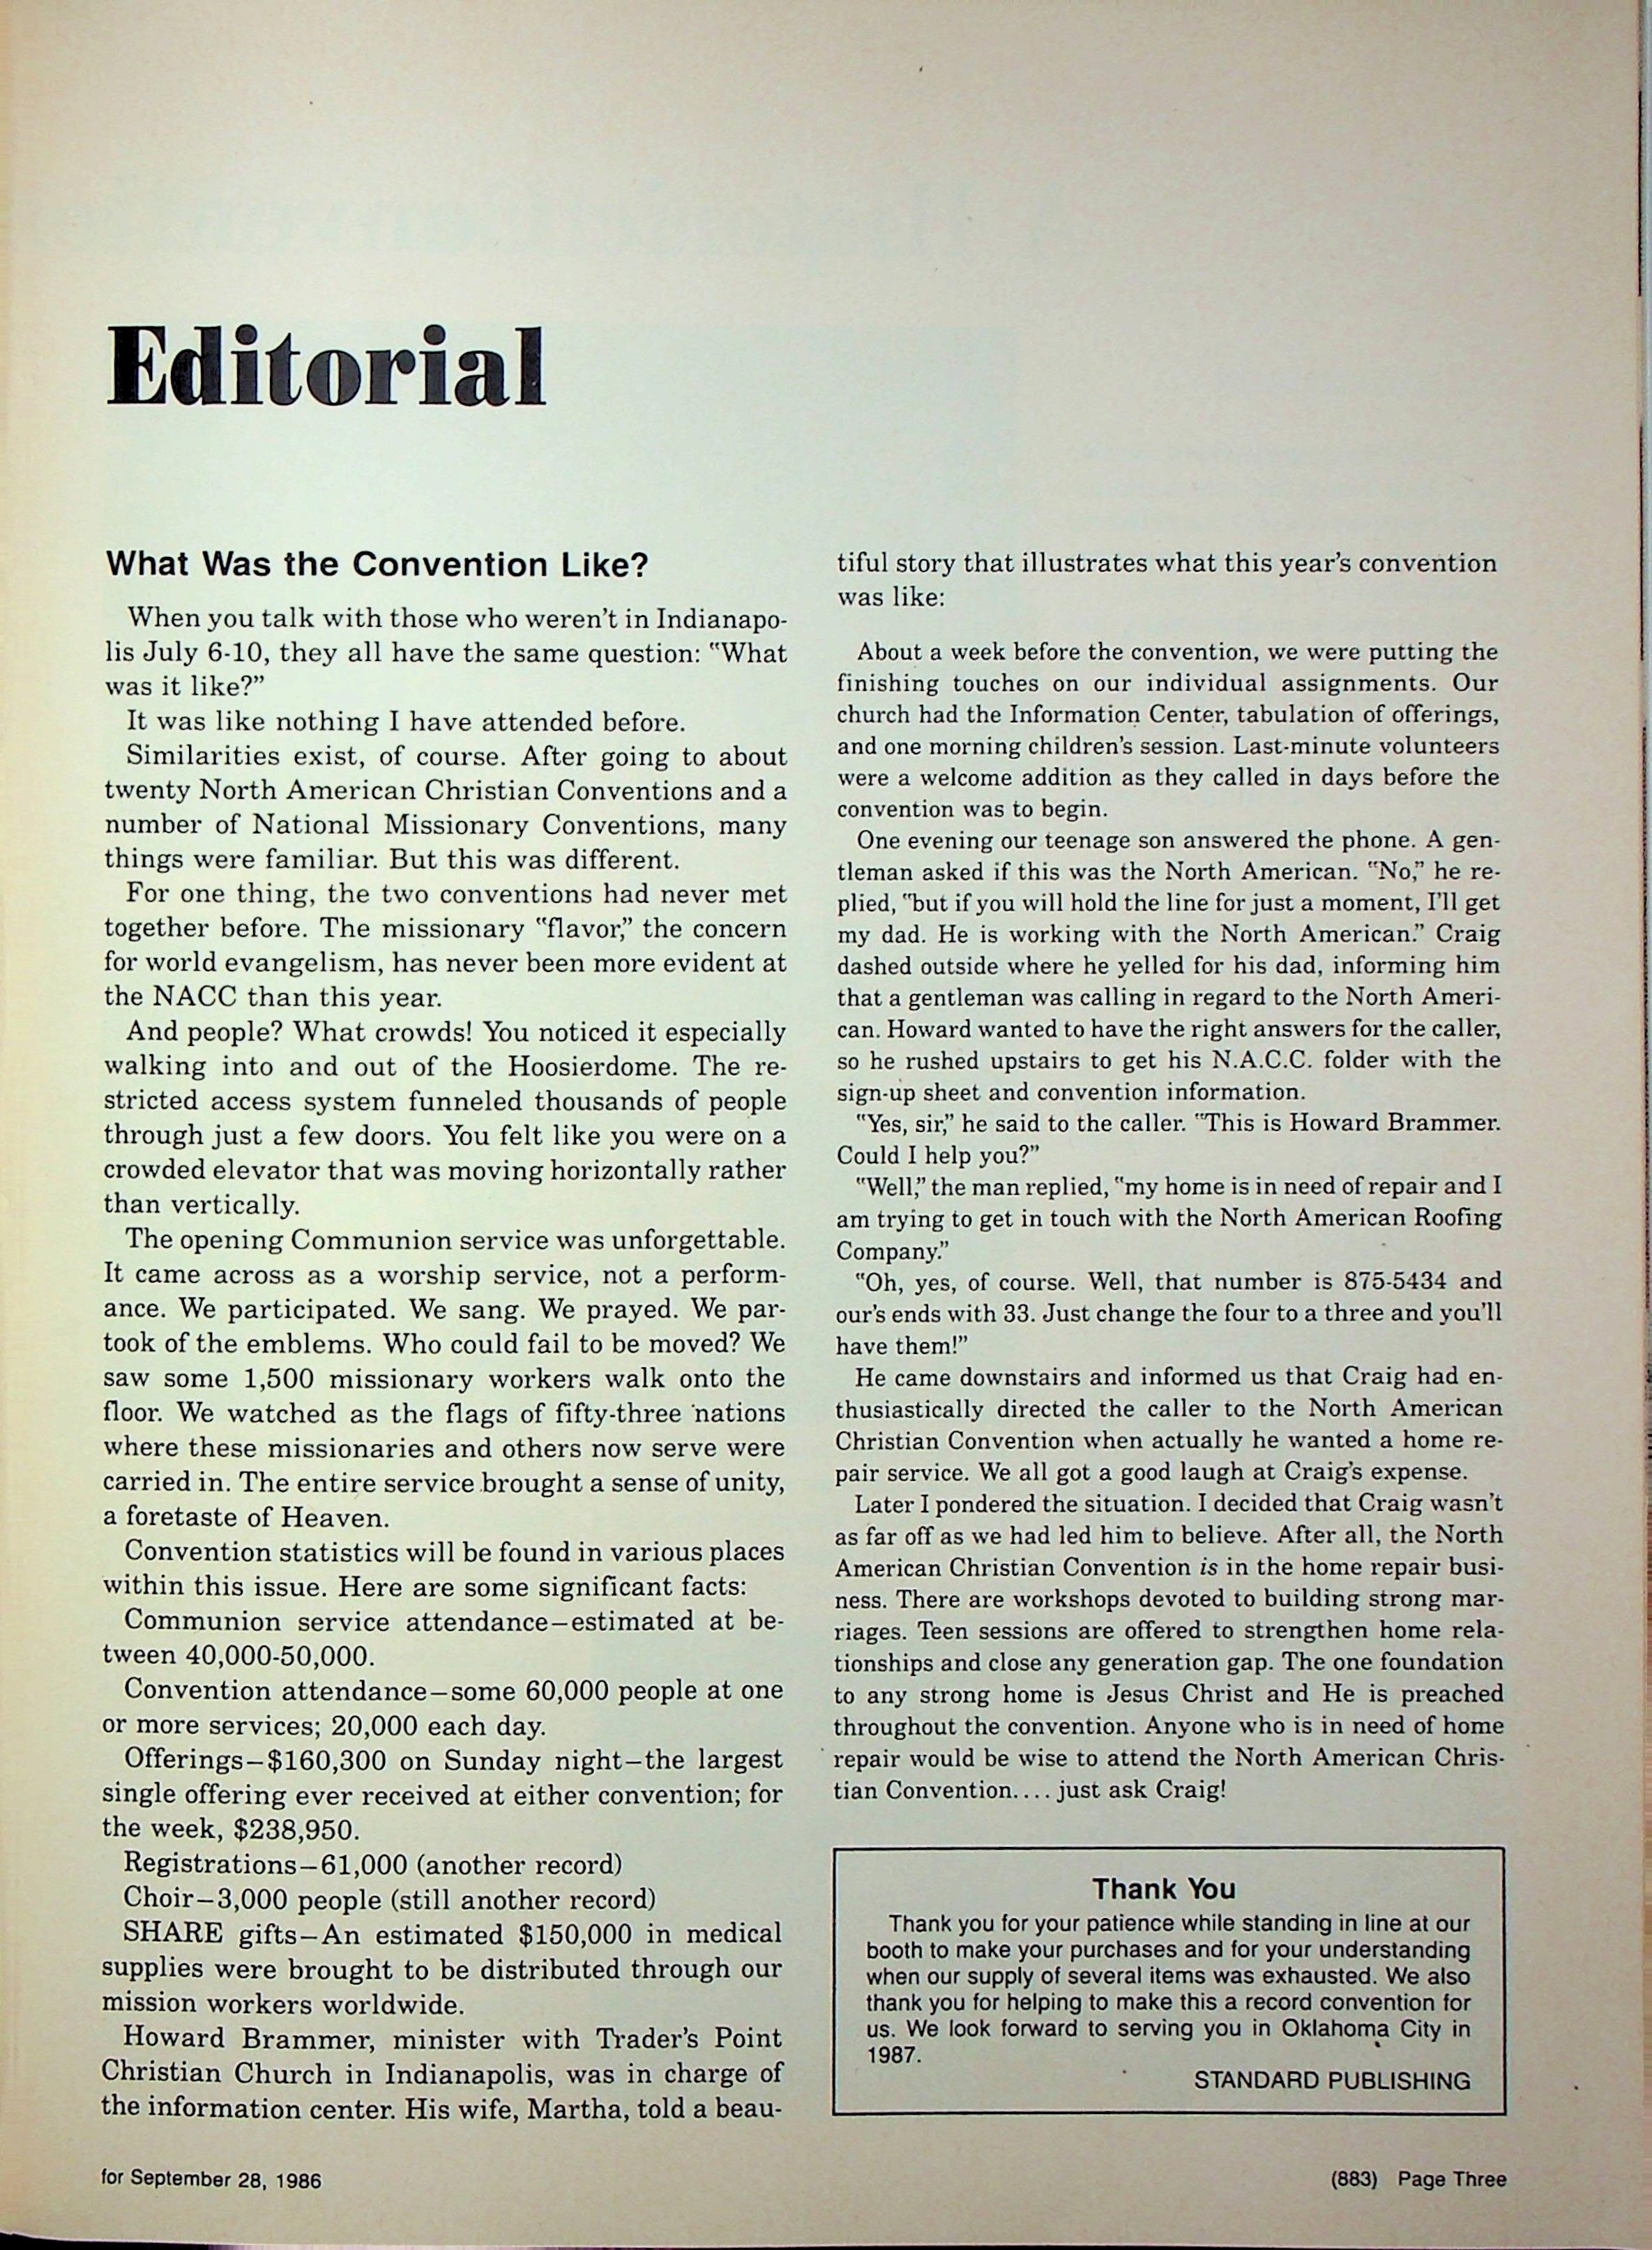 Editorial
What Was the Convention Like?
When you talk with those who weren't in Indianapo-
lis July 6-10, they all have the same question: "What
was it like?"
It was like nothing I have attended before.
Similarities exist, of course. After going to about
twenty North American Christian Conventions and a
number of National Missionary Conventions, many
things were familiar. But this was different.
For one thing, the two conventions had never met
together before. The missionary "flavor," the concern
for world evangelism, has never been more evident at
the NACC than this year.
And people? What crowds! You noticed it especially
walking into and out of the Hoosierdome. The re-
stricted access system funneled thousands of people
through just a few doors. You felt like you were on a
crowded elevator that was moving horizontally rather
than vertically.
The opening Communion service was unforgettable.
It came across as a worship service, not a perform-
ance. We participated. We sang. We prayed. We par-
took of the emblems. Who could fail to be moved? We
saw some 1,500 missionary workers walk onto the
floor. We watched as the flags of fifty-three nations
where these missionaries and others now serve were
carried in. The entire service brought a sense of unity,
a foretaste of Heaven.
Convention statistics will be found in various places
within this issue. Here are some significant facts:
Communion service attendance—estimated at be-
tween 40,000-50,000.
Convention attendance—some 60,000 people at one
or more services; 20,000 each day.
Offerings—$160,300 on Sunday night—the largest
single offering ever received at either convention; for
the week, $238,950.
Registrations—61,000 (another record)
Choir—3,000 people (still another record)
SHARE gifts—An estimated $150,000 in medical
supplies were brought to be distributed through our
mission workers worldwide.
Howard Brammer, minister with Trader's Point
Christian Church in Indianapolis, was in charge of
the information center. His wife, Martha, told a beau-
tiful story that illustrates what this year's convention
was like:
About a week before the convention, we were putting the
finishing touches on our individual assignments. Our
church had the Information Center, tabulation of offerings,
and one morning children's session. Last-minute volunteers
were a welcome addition as they called in days before the
convention was to begin.
One evening our teenage son answered the phone. A gen-
tleman asked if this was the North American. "No," he re-
plied, "but if you will hold the line for just a moment, I'll get
my dad. He is working with the North American." Craig
dashed outside where he yelled for his dad, informing him
that a gentleman was calling in regard to the North Ameri-
can. Howard wanted to have the right answers for the caller,
so he rushed upstairs to get his N.A.C.C. folder with the
sign-up sheet and convention information.
"Yes, sir," he said to the caller. "This is Howard Brammer.
Could I help you?"
"Well," the man replied, "my home is in need of repair and I
am trying to get in touch with the North American Roofing
Company."
"Oh, yes, of course. Well, that number is 875-5434 and
our's ends with 33. Just change the four to a three and you'll
have them!"
He came downstairs and informed us that Craig had en-
thusiastically directed the caller to the North American
Christian Convention when actually he wanted a home re-
pair service. We all got a good laugh at Craig's expense.
Later I pondered the situation. I decided that Craig wasn't
as far off as we had led him to believe. After all, the North
American Christian Convention is in the home repair busi-
ness. There are workshops devoted to building strong mar-
riages. Teen sessions are offered to strengthen home rela-
tionships and close any generation gap. The one foundation
to any strong home is Jesus Christ and He is preached
throughout the convention. Anyone who is in need of home
repair would be wise to attend the North American Chris-
tian Convention.... just ask Craig!
Thank You
Thank you for your patience while standing in line at our
booth to make your purchases and for your understanding
when our supply of several items was exhausted. We also
thank you for helping to make this a record convention for
us. We look forward to serving you in Oklahoma City in
1987.
STANDARD PUBLISHING
for September 28, 1986
(883) Page Three